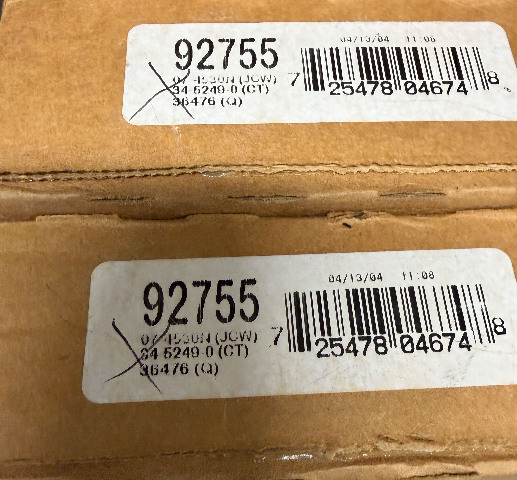 92755
04/13/04 11:08
07-4530N (JCW)
34 5249-0 (CT)
36476 (Q)
7 25478 04674 8
92755
04/13/04 11:08
07-4530N (JCW)
34 5249-0 (CT)
36476 (Q)
7 25478 04674 8